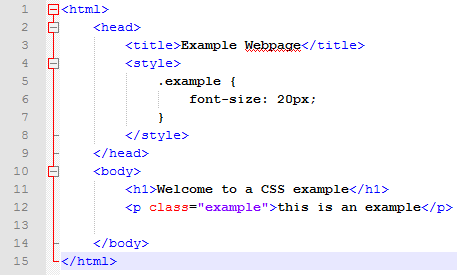 1 <html>
2 <head>
3 <title>Example Webpage</title>
4 <style>
5 .example {
6 font-size: 20px;
7 }
8 </style>
9 </head>
10 <body>
11 <h1>Welcome to a CSS example</h1>
12 <p class="example">this is an example</p>
13
14 </body>
15 </html>